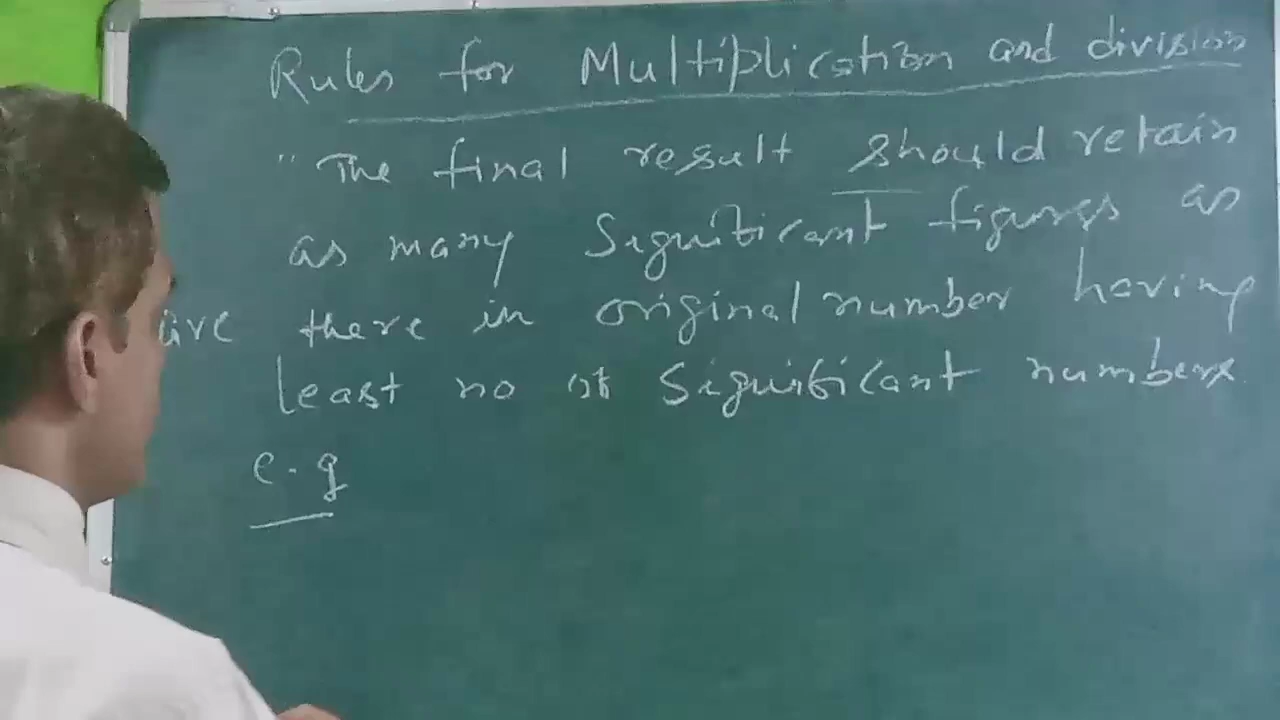 Rules for Multiplication and division
" The final result should retain
as many Significant figures as
are there in original number having
least no of Significant numbers.
e.g